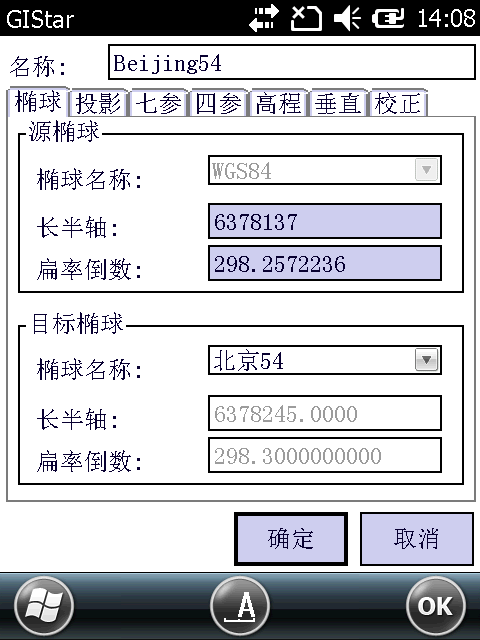 GIStar 14:08
名称: Beijing54
椭球 投影 七参 四参 高程 垂直 校正
源椭球
椭球名称: WGS84
长半轴: 6378137
扁率倒数: 298.2572236
目标椭球
椭球名称: 北京54
长半轴: 6378245.0000
扁率倒数: 298.3000000000
确定 取消
A OK